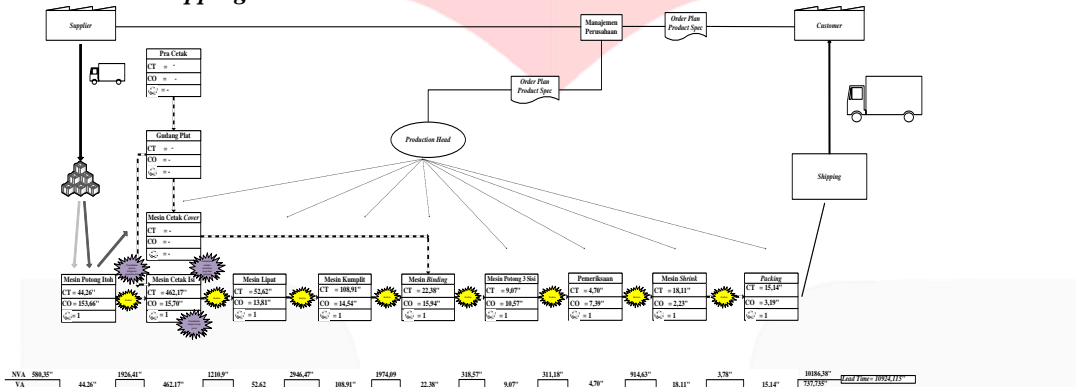 Supplier
Manajemen
Perusahaan
Order Plan
Product Spec
Customer
Pra Cetak
CT = -
CO = -
= -
Order Plan
Product Spec
Gudang Plat
CT = -
CO = -
= -
Production Head
Shipping
Mesin Cetak Cover
CT = -
CO = -
= -
Mesin Potong Itoh
CT = 44,26"
CO = 153,66"
= 1
Mesin Cetak Isi
CT = 462,17"
CO = 15,70"
= 1
Mesin Lipat
CT = 52,62"
CO = 13,81"
= 1
Mesin Kumplit
CT = 108,91"
CO = 14,54"
= 1
Mesin Binding
CT = 22,38"
CO = 15,94"
= 1
Mesin Potong 3 Sisi
CT = 9,07"
CO = 10,57"
= 1
Pemeriksaan
CT = 4,70"
CO = 7,39"
= 1
Mesin Shrink
CT = 18,11"
CO = 2,23"
= 1
Packing
CT = 15,14"
CO = 3,19"
= 1
NVA 580,35" 1926,41" 1210,9" 2946,47" 1974,09 318,57" 311,18" 914,63" 3,78" 10186,38"
VA 44,26" 462,17" 52,62 108,91" 22,38" 9,07" 4,70" 18,11" 15,14" 737,735"
Lead Time= 10924,115"